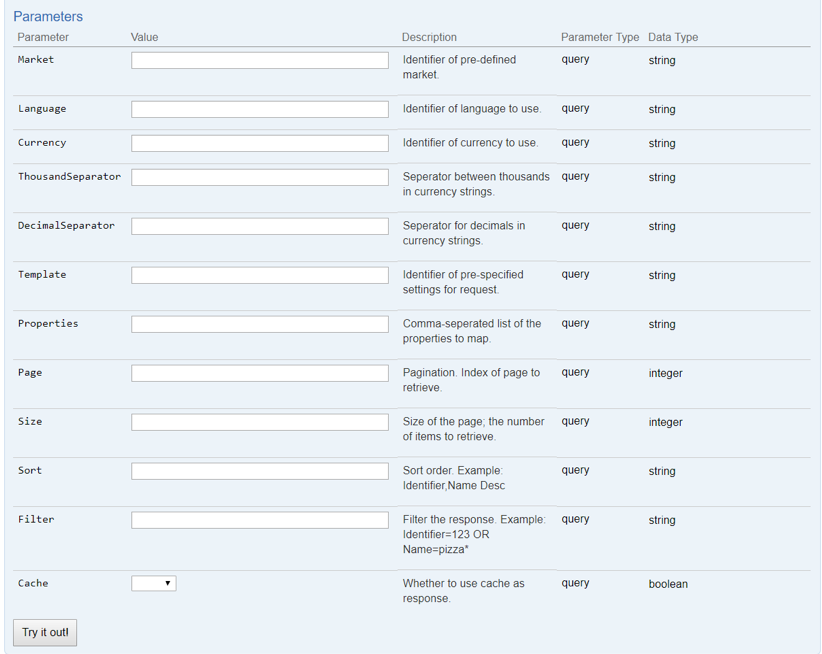 Parameters
Parameter Value Description Parameter Type Data Type
Market Identifier of pre-defined query string
market.
Language Identifier of language to use. query string
Currency Identifier of currency to use. query string
ThousandSeparator Seperator between thousands query string
in currency strings.
DecimalSeparator Seperator for decimals in query string
currency strings.
Template Identifier of pre-specified query string
settings for request.
Properties Comma-seperated list of the query string
properties to map.
Page Pagination. Index of page to query integer
retrieve.
Size Size of the page; the number query integer
of items to retrieve.
Sort Sort order. Example: query string
Identifier,Name Desc
Filter Filter the response. Example: query string
Identifier=123 OR
Name=pizza*
Cache Whether to use cache as query boolean
response.
Try it out!